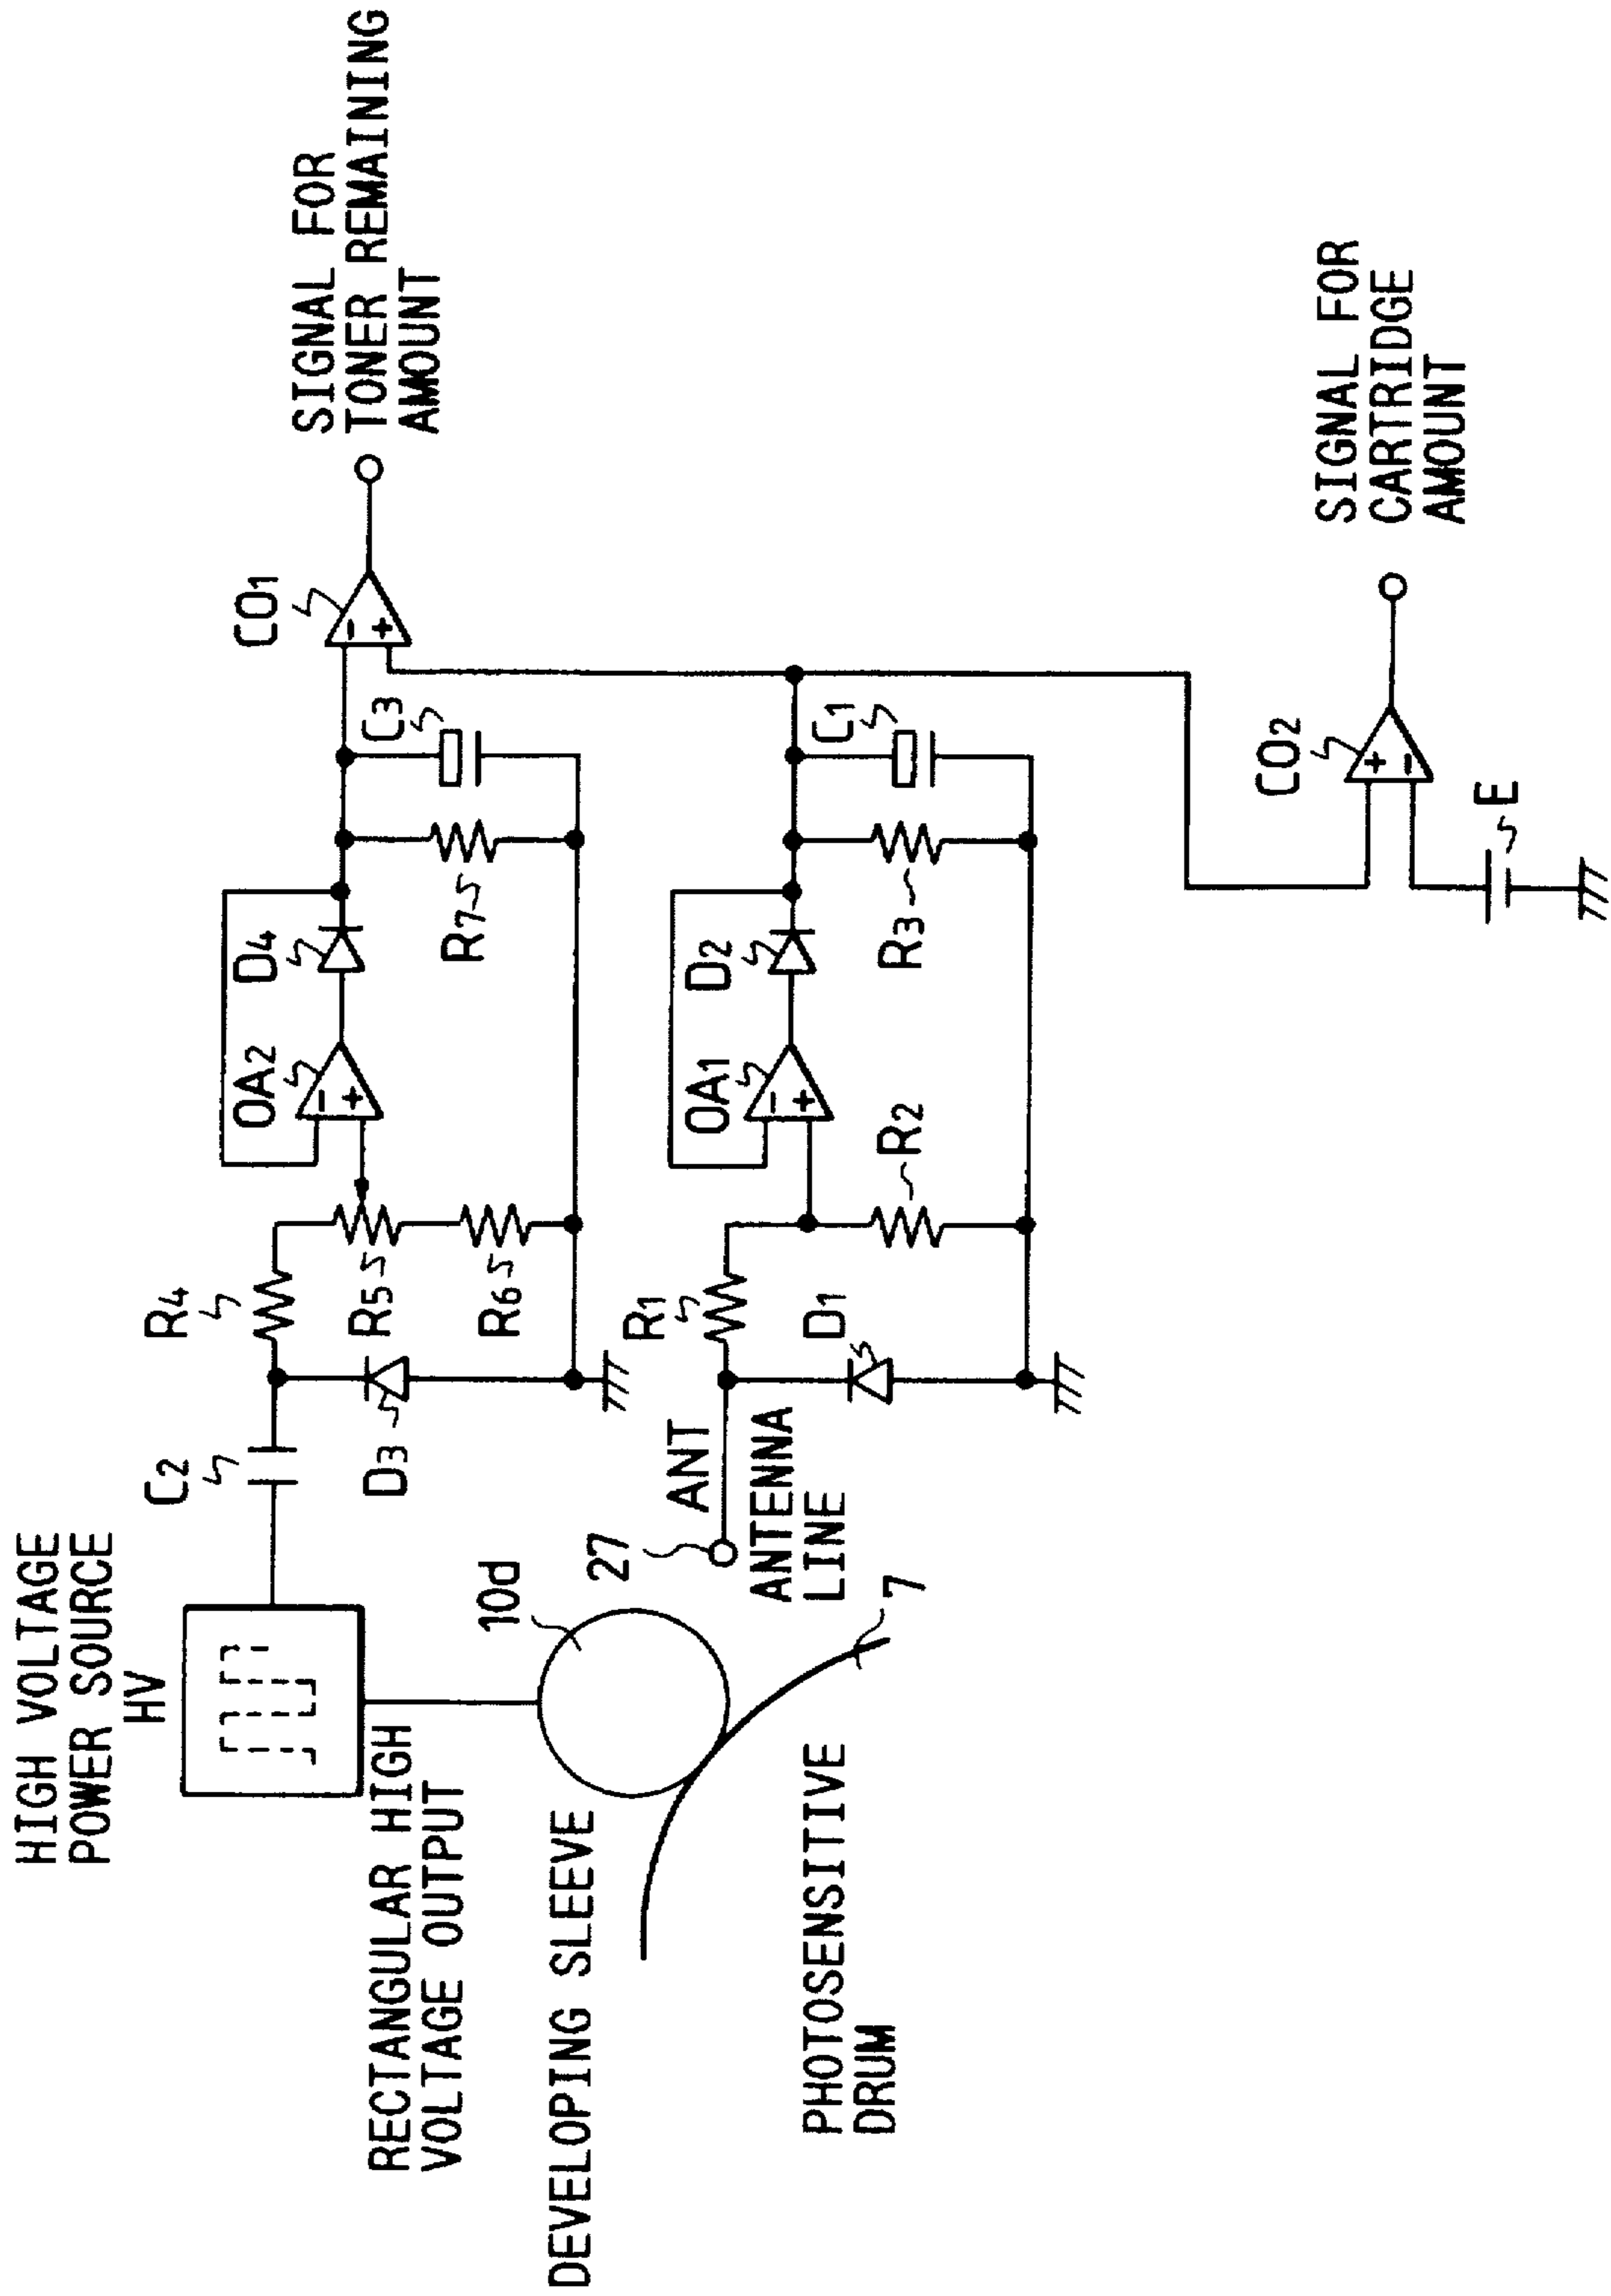 HIGH VOLTAGE
POWER SOURCE
HV
RECTANGULAR HIGH
VOLTAGE OUTPUT
DEVELOPING SLEEVE
10d
PHOTOSENSITIVE
DRUM
7
27
ANT
ANTENNA
LINE
C2
R4
D3
R5
R6
OA2
-
+
D4
R7
C3
CO1
-
+
SIGNAL FOR
TONER REMAINING
AMOUNT
R1
D1
R2
OA1
-
+
D2
R3
C1
CO2
+
-
E
SIGNAL FOR
CARTRIDGE
AMOUNT